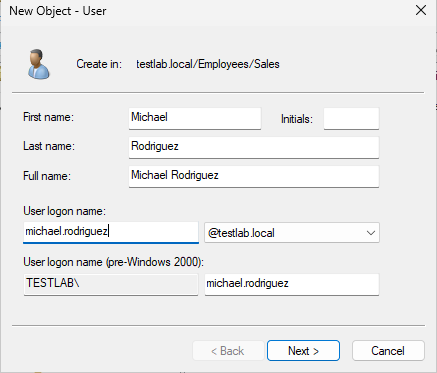 New Object - User
Create in: testlab.local/Employees/Sales
First name: Michael Initials:
Last name: Rodriguez
Full name: Michael Rodriguez
User logon name:
michael.rodriguez @testlab.local
User logon name (pre-Windows 2000):
TESTLAB\ michael.rodriguez
< Back Next > Cancel